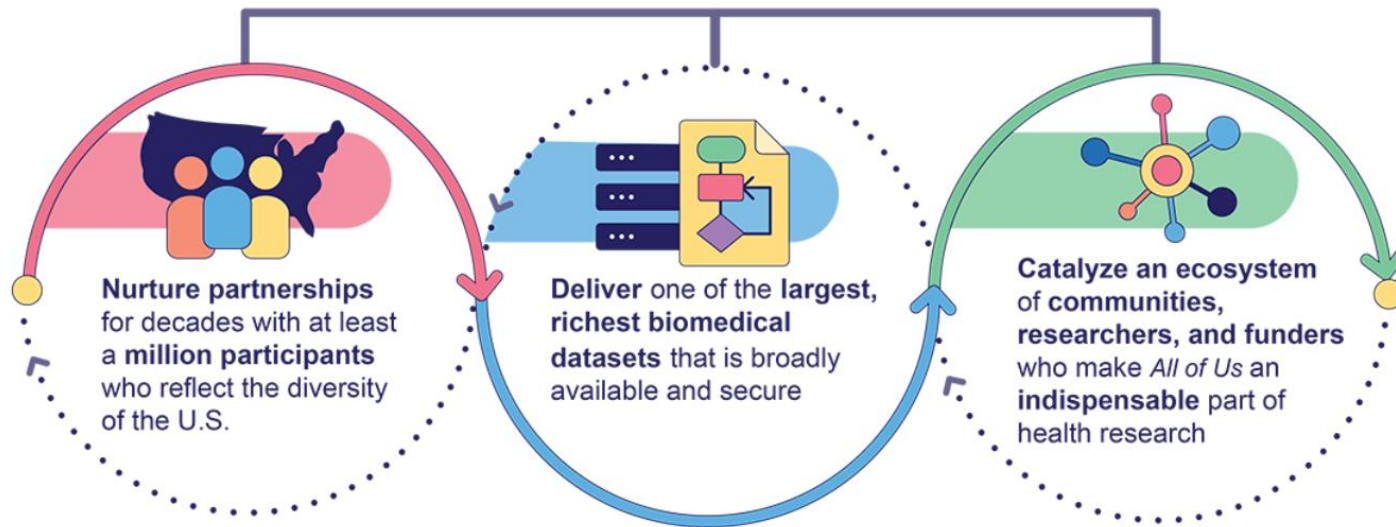 Nurture partnerships
for decades with at least
a million participants
who reflect the diversity
of the U.S.
Deliver one of the largest,
richest biomedical
datasets that is broadly
available and secure
Catalyze an ecosystem
of communities,
researchers, and funders
who make All of Us an
indispensable part of
health research